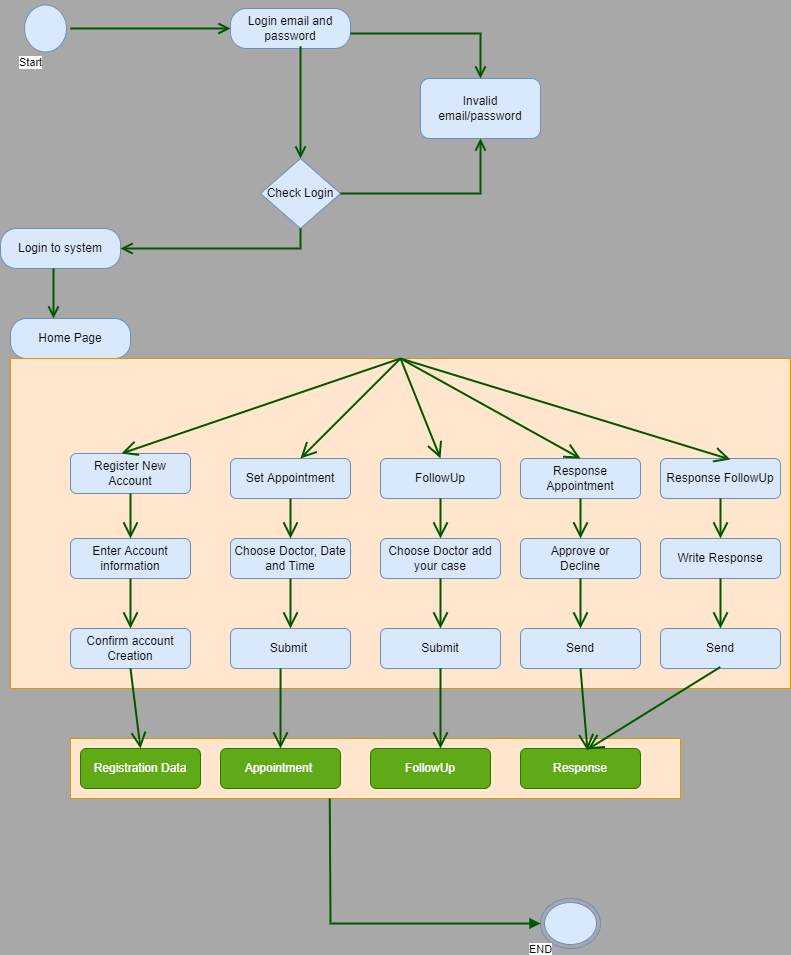 Start
Login email and
password
Invalid
email/password
Check Login
Login to system
Home Page
Register New
Account
Set Appointment
FollowUp
Response
Appointment
Response FollowUp
Enter Account
information
Choose Doctor, Date
and Time
Choose Doctor add
your case
Approve or
Decline
Write Response
Confirm account
Creation
Submit
Submit
Send
Send
Registration Data
Appointment
FollowUp
Response
END